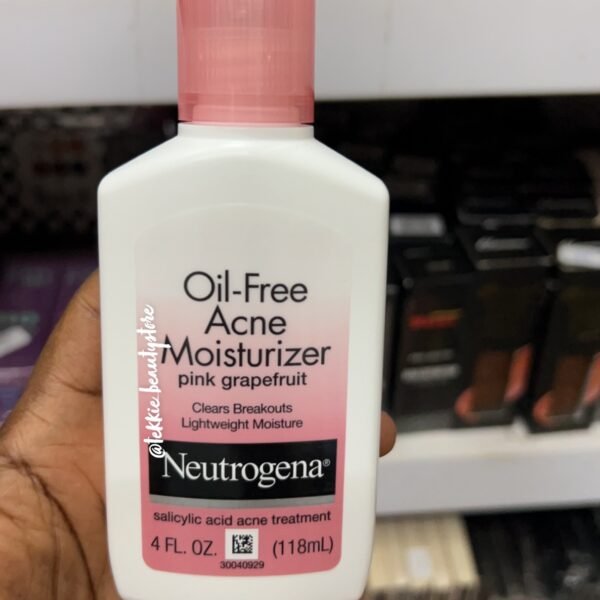 Oil-Free
Acne
Moisturizer
pink grapefruit
Clears Breakouts
Lightweight Moisture
Neutrogena®
salicylic acid acne treatment
4 FL. OZ. (118mL)
30040929
@lekkie_beautystore